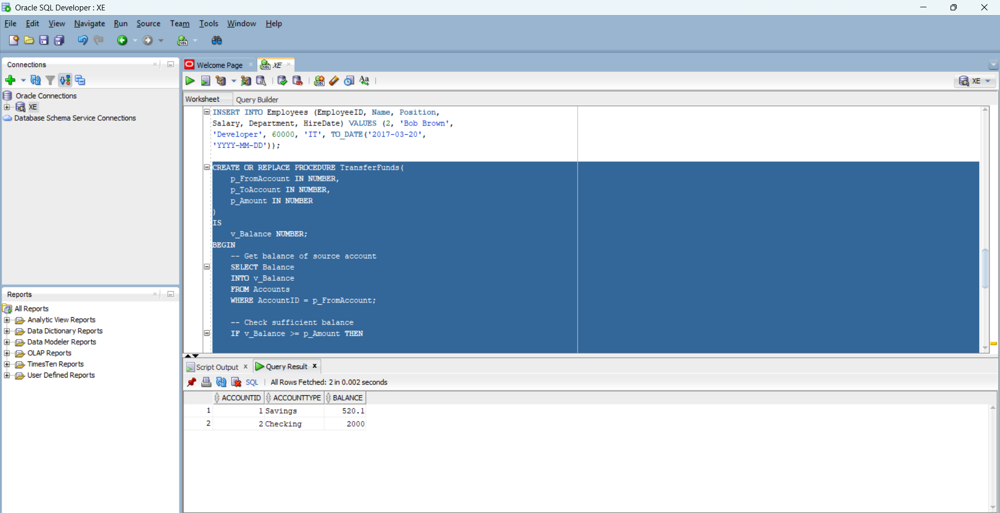 Oracle SQL Developer : XE
File Edit View Navigate Run Source Team Tools Window Help
SQL
Connections
Oracle Connections
XE
Database Schema Service Connections
Reports
All Reports
Analytic View Reports
Data Dictionary Reports
Data Modeler Reports
OLAP Reports
TimesTen Reports
User Defined Reports
Welcome Page
SQL XE
SQL
Aa
XE
Worksheet Query Builder
INSERT INTO Employees (EmployeeID, Name, Position,
Salary, Department, HireDate) VALUES (2, 'Bob Brown',
'Developer', 60000, 'IT', TO_DATE('2017-03-20',
'YYYY-MM-DD'));
CREATE OR REPLACE PROCEDURE TransferFunds(
p_FromAccount IN NUMBER,
p_ToAccount IN NUMBER,
p_Amount IN NUMBER
)
IS
v_Balance NUMBER;
BEGIN
-- Get balance of source account
SELECT Balance
INTO v_Balance
FROM Accounts
WHERE AccountID = p_FromAccount;
-- Check sufficient balance
IF v_Balance >= p_Amount THEN
Script Output x Query Result x
SQL | All Rows Fetched: 2 in 0.002 seconds
ACCOUNTID ACCOUNTTYPE BALANCE
1 1 Savings 520.1
2 2 Checking 2000